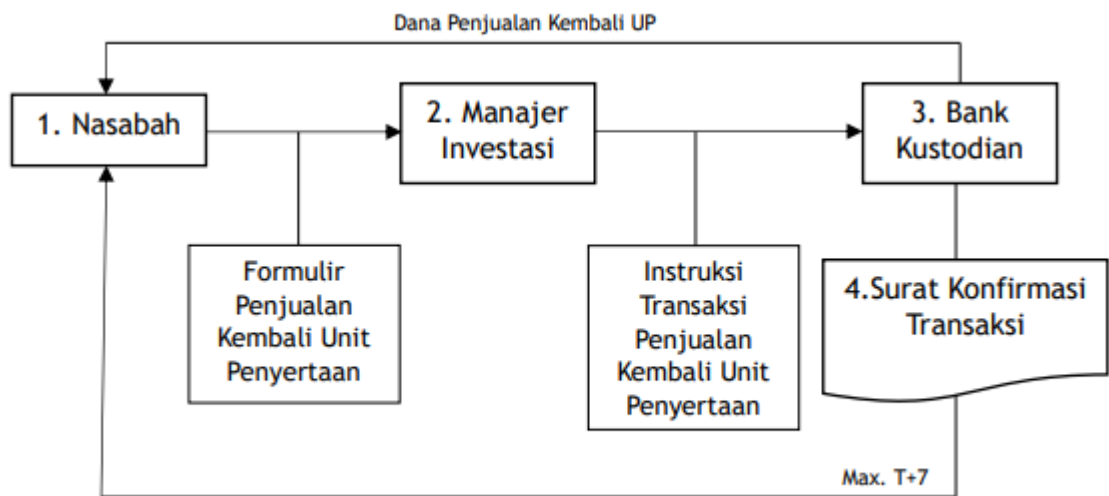 Dana Penjualan Kembali UP
1. Nasabah
2. Manajer
Investasi
3. Bank
Kustodian
Formulir
Penjualan
Kembali Unit
Penyertaan
Instruksi
Transaksi
Penjualan
Kembali Unit
Penyertaan
4.Surat Konfirmasi
Transaksi
Max. T+7